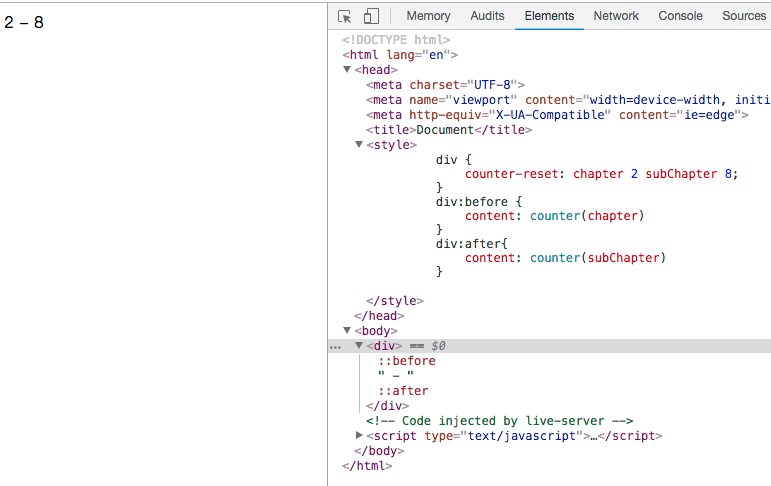 2 – 8
Memory Audits Elements Network Console Sources
<!DOCTYPE html>
<html lang="en">
▼<head>
<meta charset="UTF-8">
<meta name="viewport" content="width=device-width, initi
<meta http-equiv="X-UA-Compatible" content="ie=edge">
<title>Document</title>
▼<style>
div {
counter-reset: chapter 2 subChapter 8;
}
div:before {
content: counter(chapter)
}
div:after{
content: counter(subChapter)
}
</style>
</head>
▼<body>
… ▼<div> == $0
::before
" – "
::after
</div>
<!-- Code injected by live-server -->
▶<script type="text/javascript">…</script>
</body>
</html>